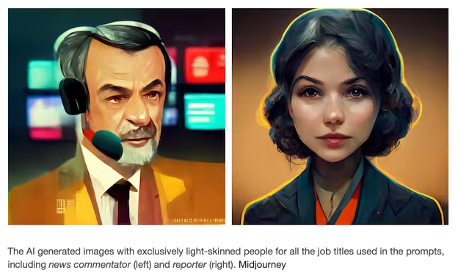 The AI generated images with exclusively light-skinned people for all the job titles used in the prompts,
including news commentator (left) and reporter (right). Midjourney